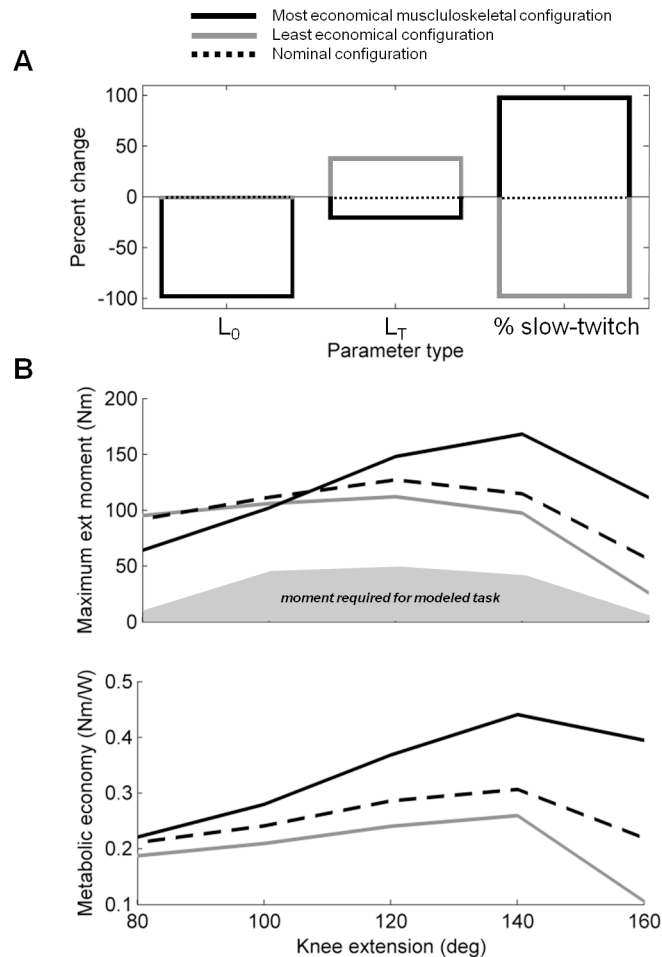 Most economical muscluloskeletal configuration
Least economical configuration
Nominal configuration
A
Percent change
100
50
0
-50
-100
L0
LT
% slow-twitch
Parameter type
B
Maximum ext moment (Nm)
200
150
100
50
0
moment required for modeled task
Metabolic economy (Nm/W)
0.5
0.4
0.3
0.2
0.1
80
100
120
140
160
Knee extension (deg)